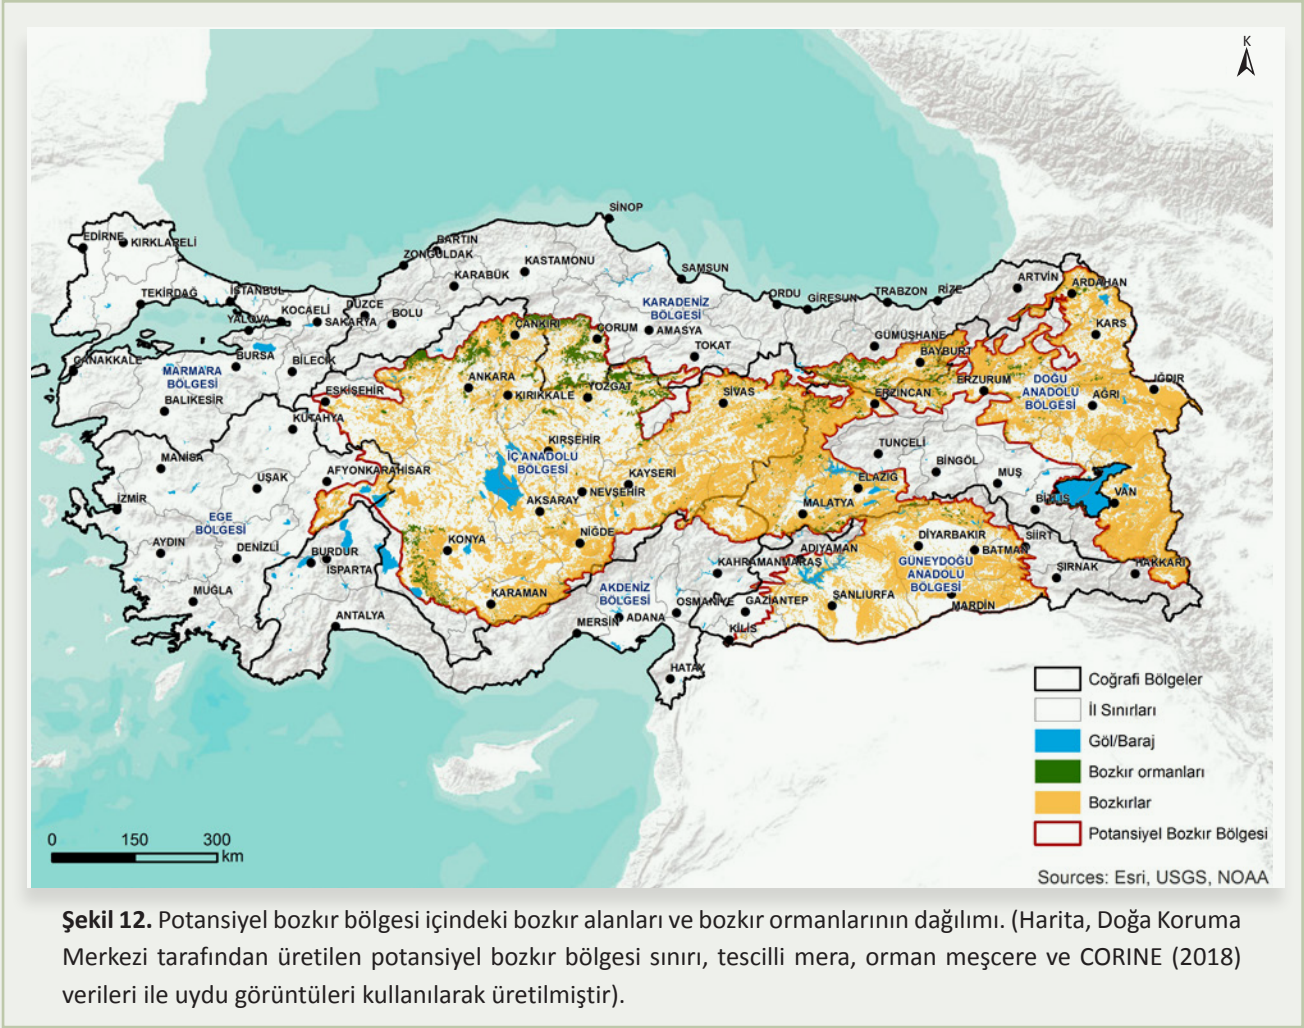 K
SİNOP
EDİRNE
KIRKLARELİ
BARTIN
ZONGULDAK
KASTAMONU
KARABÜK
SAMSUN
ARTVİN
ARDAHAN
TEKİRDAĞ
İSTANBUL
KOCAELİ
DÜZCE
BOLU
SAKARYA
YALOVA
KARADENİZ
BÖLGESİ
ORDU
GİRESUN
TRABZON
RİZE
ÇANKIRI
ÇORUM
AMASYA
TOKAT
GÜMÜŞHANE
BAYBURT
KARS
ÇANAKKALE
BURSA
BİLECİK
MARMARA
BÖLGESİ
BALIKESİR
ESKİŞEHİR
ANKARA
KIRIKKALE
YOZGAT
SİVAS
ERZİNCAN
ERZURUM
DOĞU
ANADOLU
BÖLGESİ
AĞRI
IĞDIR
KÜTAHYA
MANİSA
UŞAK
AFYONKARAHİSAR
KIRŞEHİR
İÇ ANADOLU
BÖLGESİ
KAYSERİ
NEVŞEHİR
AKSARAY
TUNCELİ
BİNGÖL
MUŞ
ELAZIĞ
MALATYA
BİTLİS
VAN
İZMİR
EGE
BÖLGESİ
AYDIN
DENİZLİ
BURDUR
ISPARTA
KONYA
NİĞDE
DİYARBAKIR
BATMAN
SİİRT
ADIYAMAN
KAHRAMANMARAŞ
GÜNEYDOĞU
ANADOLU
BÖLGESİ
ŞIRNAK
HAKKARİ
MUĞLA
ANTALYA
KARAMAN
AKDENİZ
BÖLGESİ
OSMANİYE
GAZİANTEP
ŞANLIURFA
MARDİN
MERSİN
ADANA
KİLİS
HATAY
Coğrafi Bölgeler
İl Sınırları
Göl/Baraj
Bozkır ormanları
Bozkırlar
Potansiyel Bozkır Bölgesi
0 150 300
km
Sources: Esri, USGS, NOAA
Şekil 12. Potansiyel bozkır bölgesi içindeki bozkır alanları ve bozkır ormanlarının dağılımı. (Harita, Doğa Koruma
Merkezi tarafından üretilen potansiyel bozkır bölgesi sınırı, tescilli mera, orman meşcere ve CORINE (2018)
verileri ile uydu görüntüleri kullanılarak üretilmiştir).